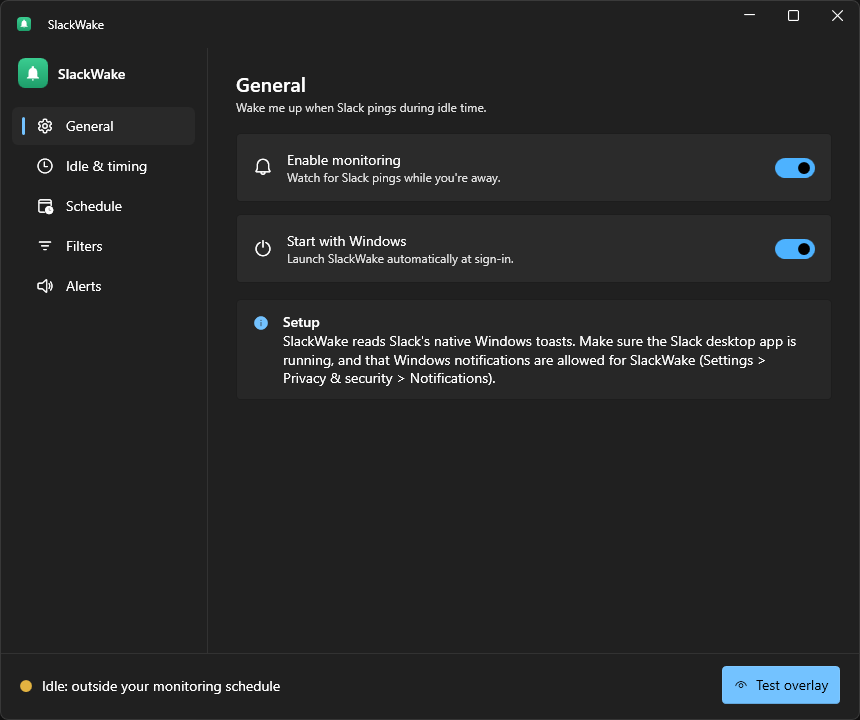 SlackWake
SlackWake
General
Idle & timing
Schedule
Filters
Alerts
General
Wake me up when Slack pings during idle time.
Enable monitoring
Watch for Slack pings while you're away.
Start with Windows
Launch SlackWake automatically at sign-in.
Setup
SlackWake reads Slack's native Windows toasts. Make sure the Slack desktop app is
running, and that Windows notifications are allowed for SlackWake (Settings >
Privacy & security > Notifications).
Idle: outside your monitoring schedule
Test overlay